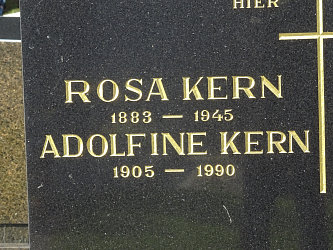 HIER
ROSA KERN
1883 — 1945
ADOLFINE KERN
1905 — 1990